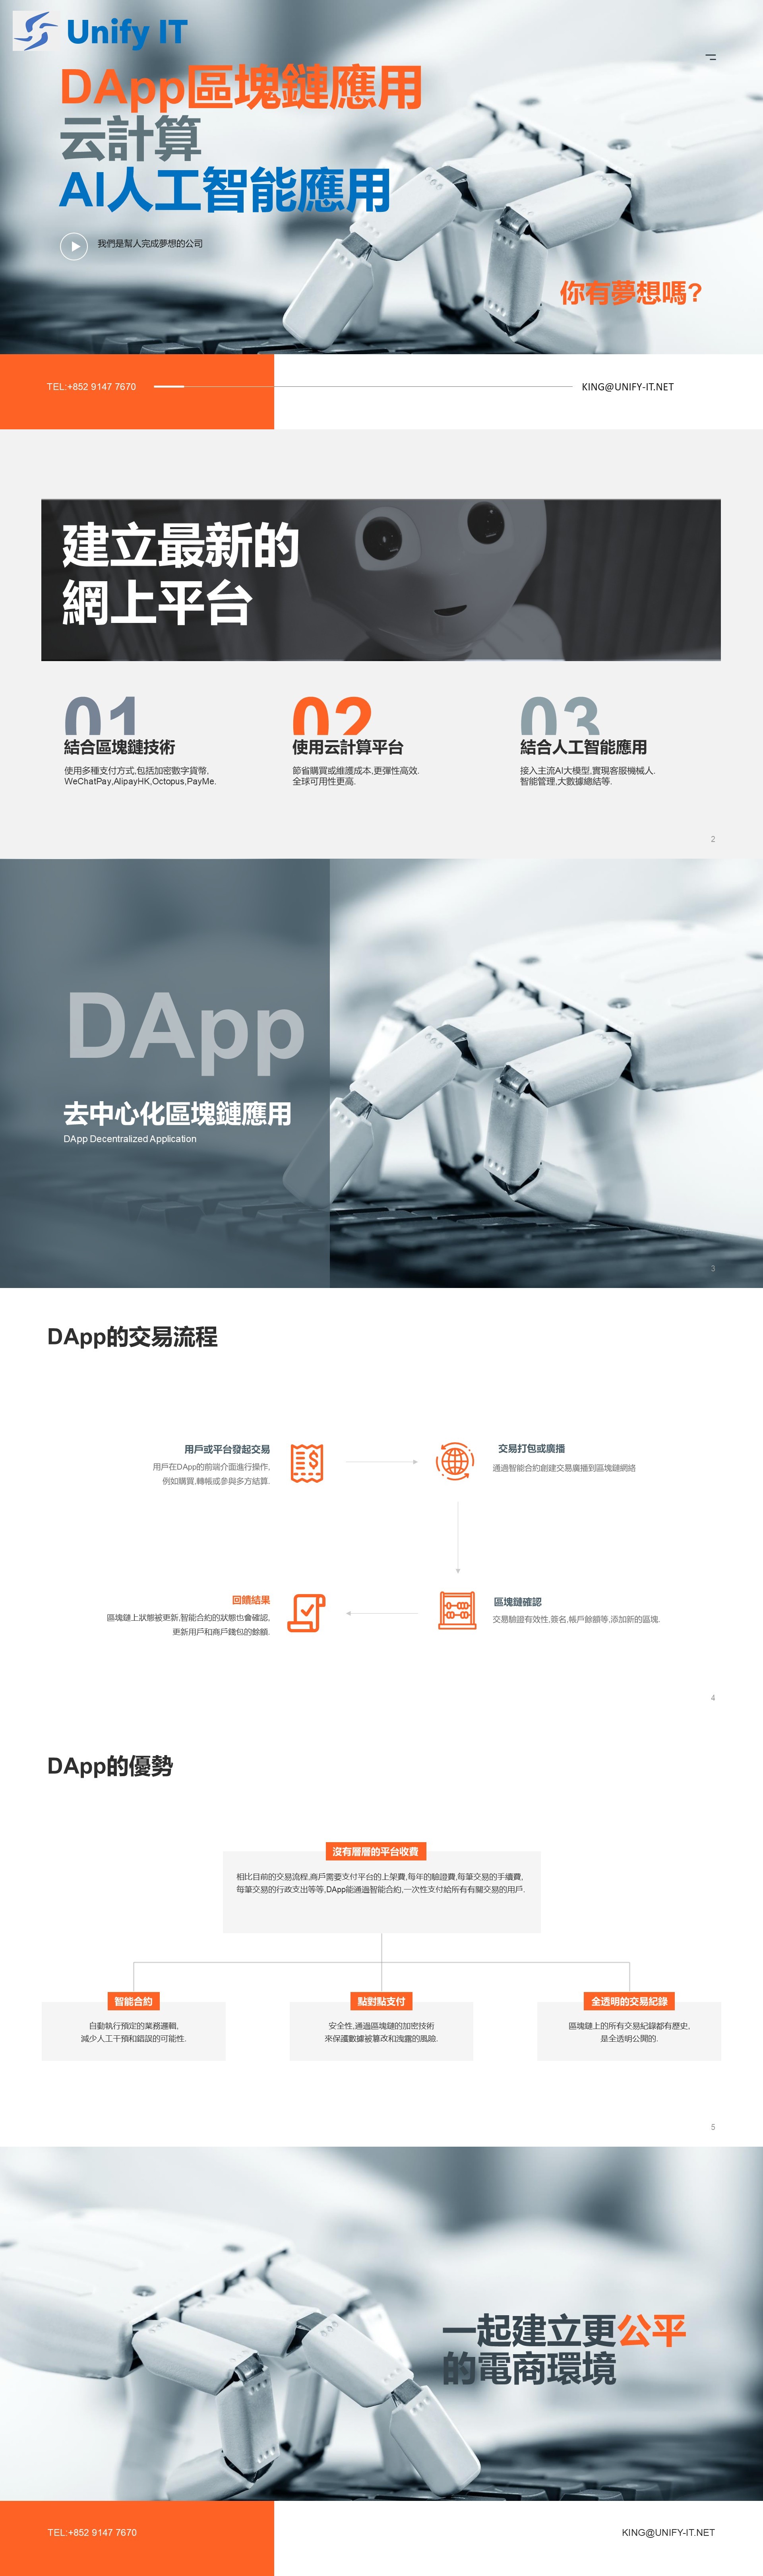 Unify IT
DApp區塊鏈應用
云計算
AI人工智能應用
我們是幫人完成夢想的公司
你有夢想嗎?
TEL:+852 9147 7670
KING@UNIFY-IT.NET
建立最新的
網上平台
01
結合區塊鏈技術
使用多種支付方式,包括加密數字貨幣,
WeChatPay,AlipayHK,Octopus,PayMe.
02
使用云計算平台
節省購買或維護成本,更彈性高效.
全球可用性更高.
03
結合人工智能應用
接入主流AI大模型,實現客服機械人.
智能管理,大數據總結等.
2
DApp
去中心化區塊鏈應用
DApp Decentralized Application
3
DApp的交易流程
用戶或平台發起交易
用戶在DApp的前端介面進行操作,
例如購買,轉帳或參與多方結算.
交易打包或廣播
通過智能合約創建交易廣播到區塊鏈網絡
回饋結果
區塊鏈上狀態被更新,智能合約的狀態也會確認,
更新用戶和商戶錢包的餘額.
區塊鏈確認
交易驗證有效性,簽名,帳戶餘額等,添加新的區塊.
4
DApp的優勢
沒有層層的平台收費
相比目前的交易流程,商戶需要支付平台的上架費,每年的驗證費,每筆交易的手續費,
每筆交易的行政支出等等,DApp能通過智能合約,一次性支付給所有有關交易的用戶.
智能合約
自動執行預定的業務邏輯,
減少人工干預和錯誤的可能性.
點對點支付
安全性,通過區塊鏈的加密技術
來保護數據被篡改和洩露的風險.
全透明的交易紀錄
區塊鏈上的所有交易紀錄都有歷史,
是全透明公開的.
5
一起建立更公平
的電商環境
TEL:+852 9147 7670
KING@UNIFY-IT.NET